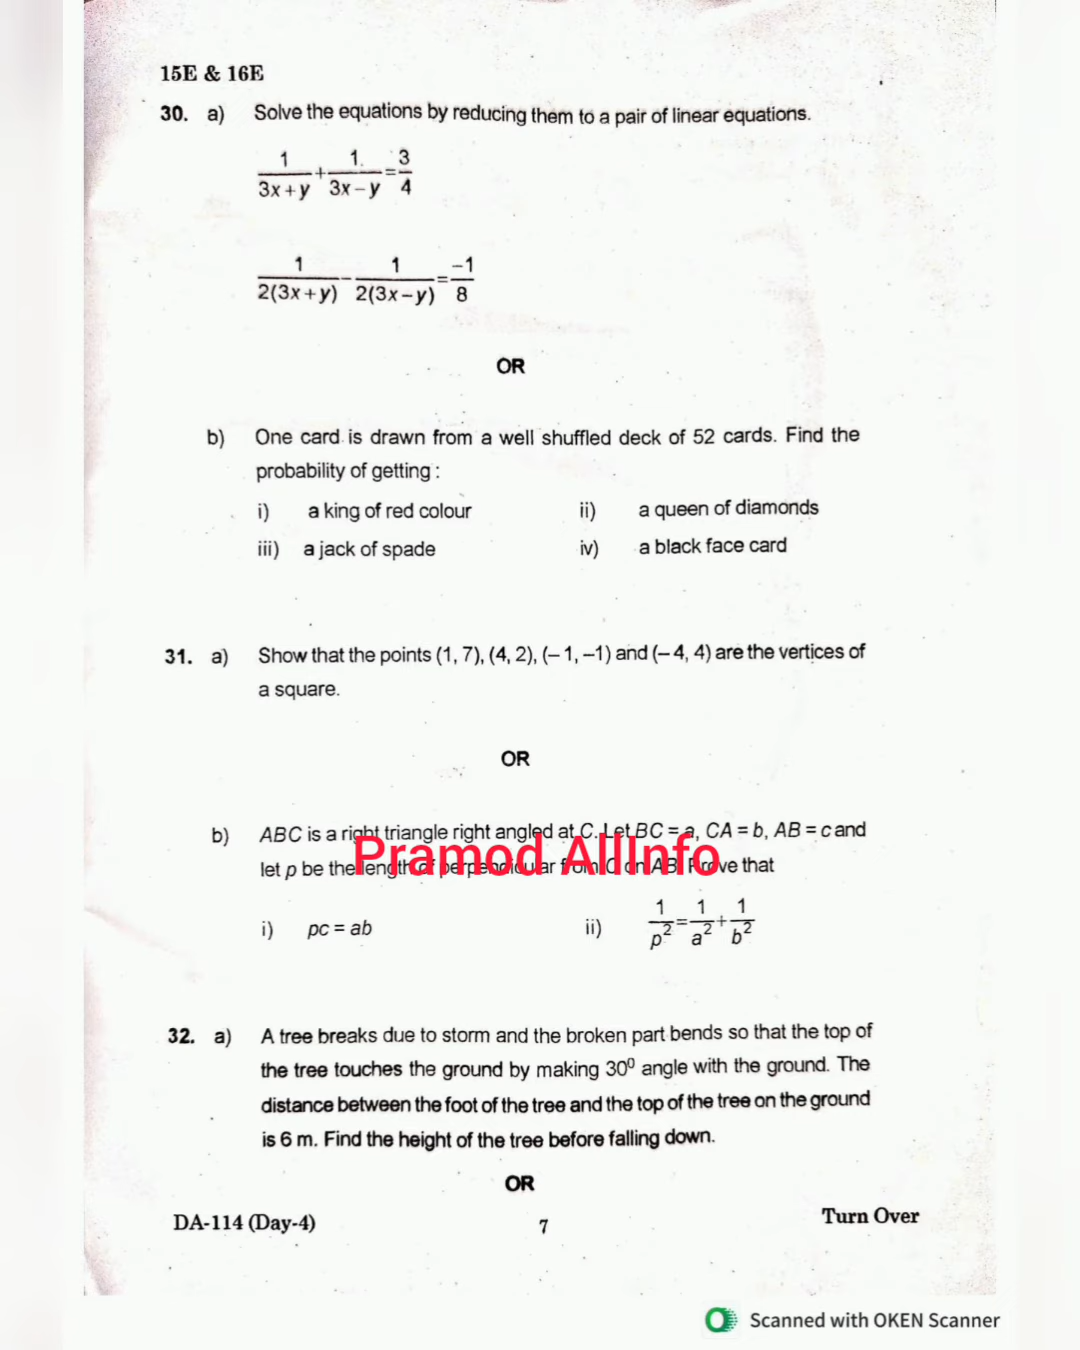 15E & 16E
30. a) Solve the equations by reducing them to a pair of linear equations.
1/(3x+y) + 1/(3x−y) = 3/4
1/(2(3x+y)) − 1/(2(3x−y)) = −1/8
OR
b) One card is drawn from a well shuffled deck of 52 cards. Find the
probability of getting :
i) a king of red colour ii) a queen of diamonds
iii) a jack of spade iv) a black face card
31. a) Show that the points (1, 7), (4, 2), (−1, −1) and (−4, 4) are the vertices of
a square.
OR
b) ABC is a right triangle right angled at C. Let BC = a, CA = b, AB = c and
let p be the length of perpendicular from C on AB. Prove that
Pramod AllInfo
i) pc = ab ii) 1/p² = 1/a² + 1/b²
32. a) A tree breaks due to storm and the broken part bends so that the top of
the tree touches the ground by making 30⁰ angle with the ground. The
distance between the foot of the tree and the top of the tree on the ground
is 6 m. Find the height of the tree before falling down.
OR
DA-114 (Day-4) 7 Turn Over
Scanned with OKEN Scanner